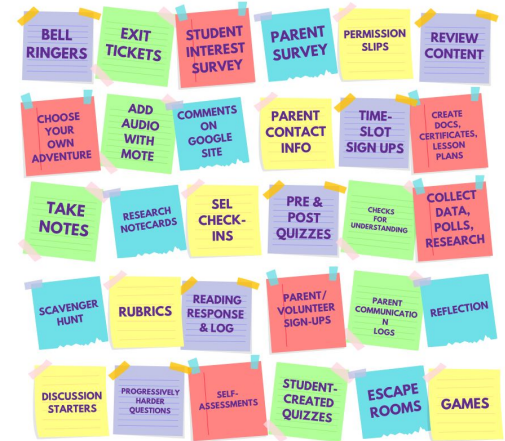 BELL
RINGERS
EXIT
TICKETS
STUDENT
INTEREST
SURVEY
PARENT
SURVEY
PERMISSION
SLIPS
REVIEW
CONTENT
CHOOSE
YOUR
OWN
ADVENTURE
ADD
AUDIO
WITH
MOTE
COMMENTS
ON
GOOGLE
SITE
PARENT
CONTACT
INFO
TIME-
SLOT
SIGN UPS
CREATE
DOCS,
CERTIFICATES,
LESSON
PLANS
TAKE
NOTES
RESEARCH
NOTECARDS
SEL
CHECK-
INS
PRE &
POST
QUIZZES
CHECKS
FOR
UNDERSTANDING
COLLECT
DATA,
POLLS,
RESEARCH
SCAVENGER
HUNT
RUBRICS
READING
RESPONSE
& LOG
PARENT/
VOLUNTEER
SIGN-UPS
PARENT
COMMUNICATIO
N
LOGS
REFLECTION
DISCUSSION
STARTERS
PROGRESSIVELY
HARDER
QUESTIONS
SELF-
ASSESSMENTS
STUDENT-
CREATED
QUIZZES
ESCAPE
ROOMS
GAMES